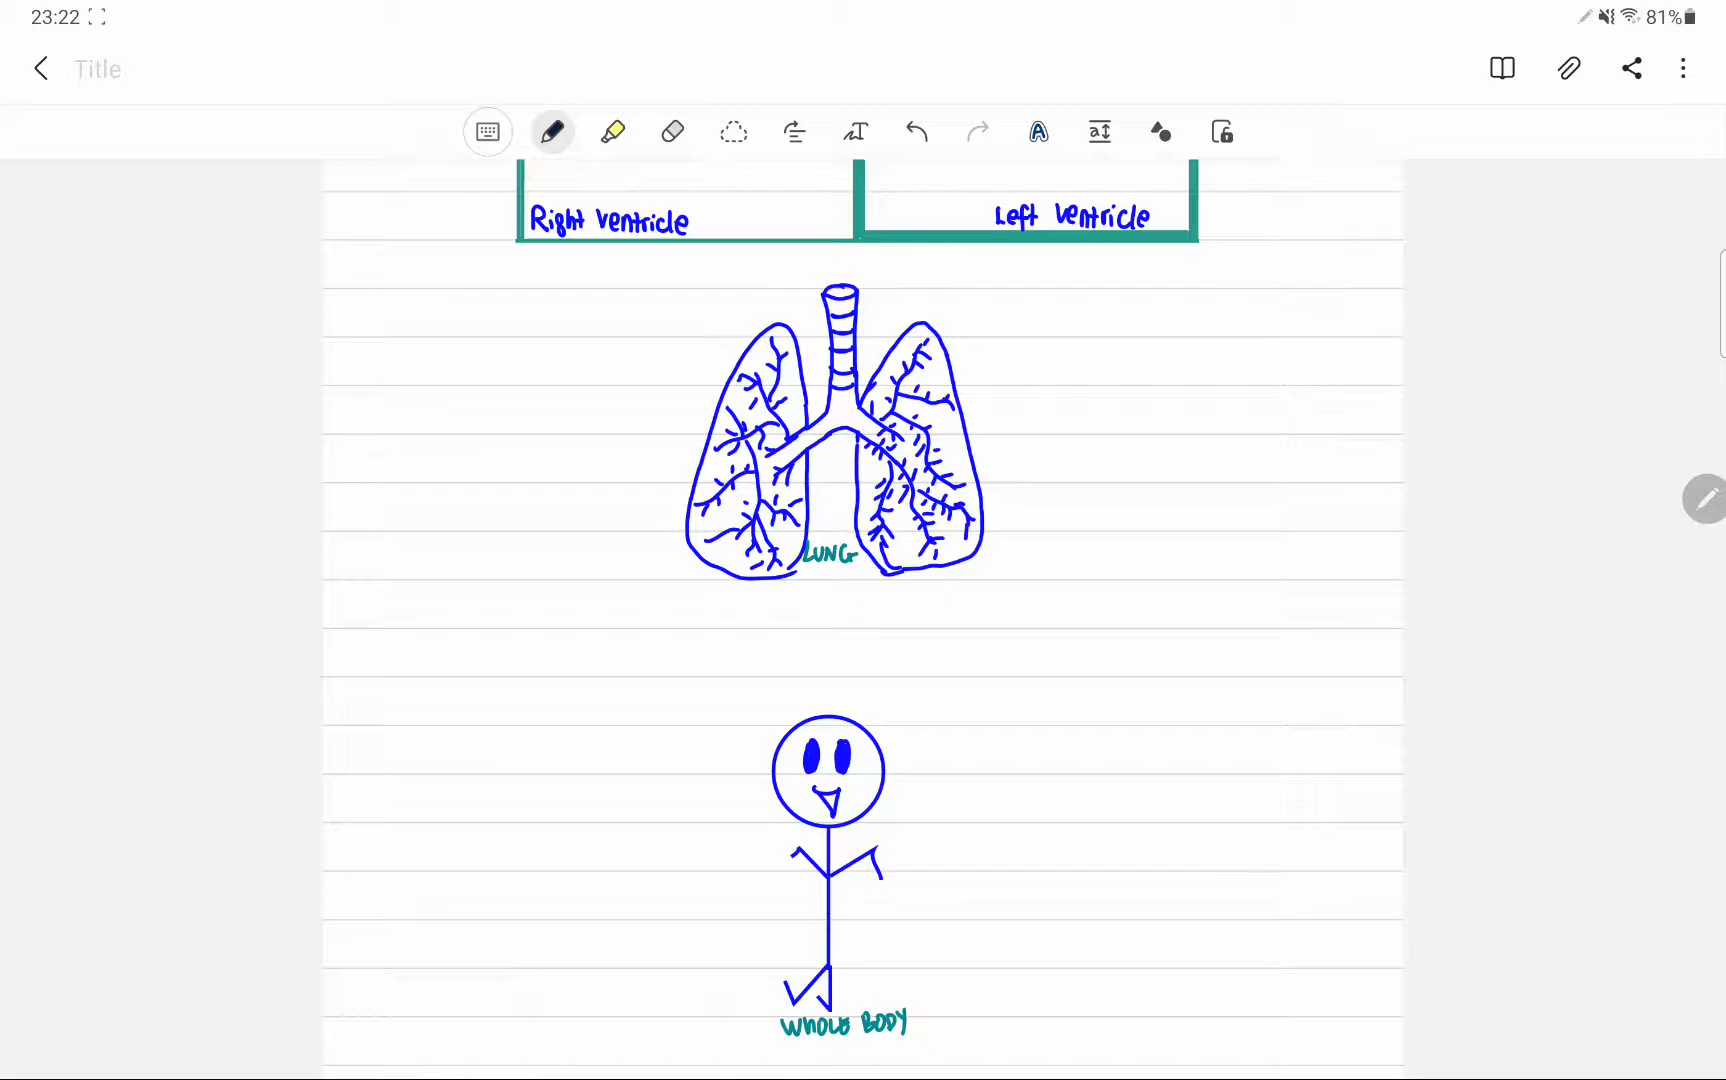 23:22
81%
Title
Right Ventricle
Left Ventricle
LUNG
WHOLE BODY